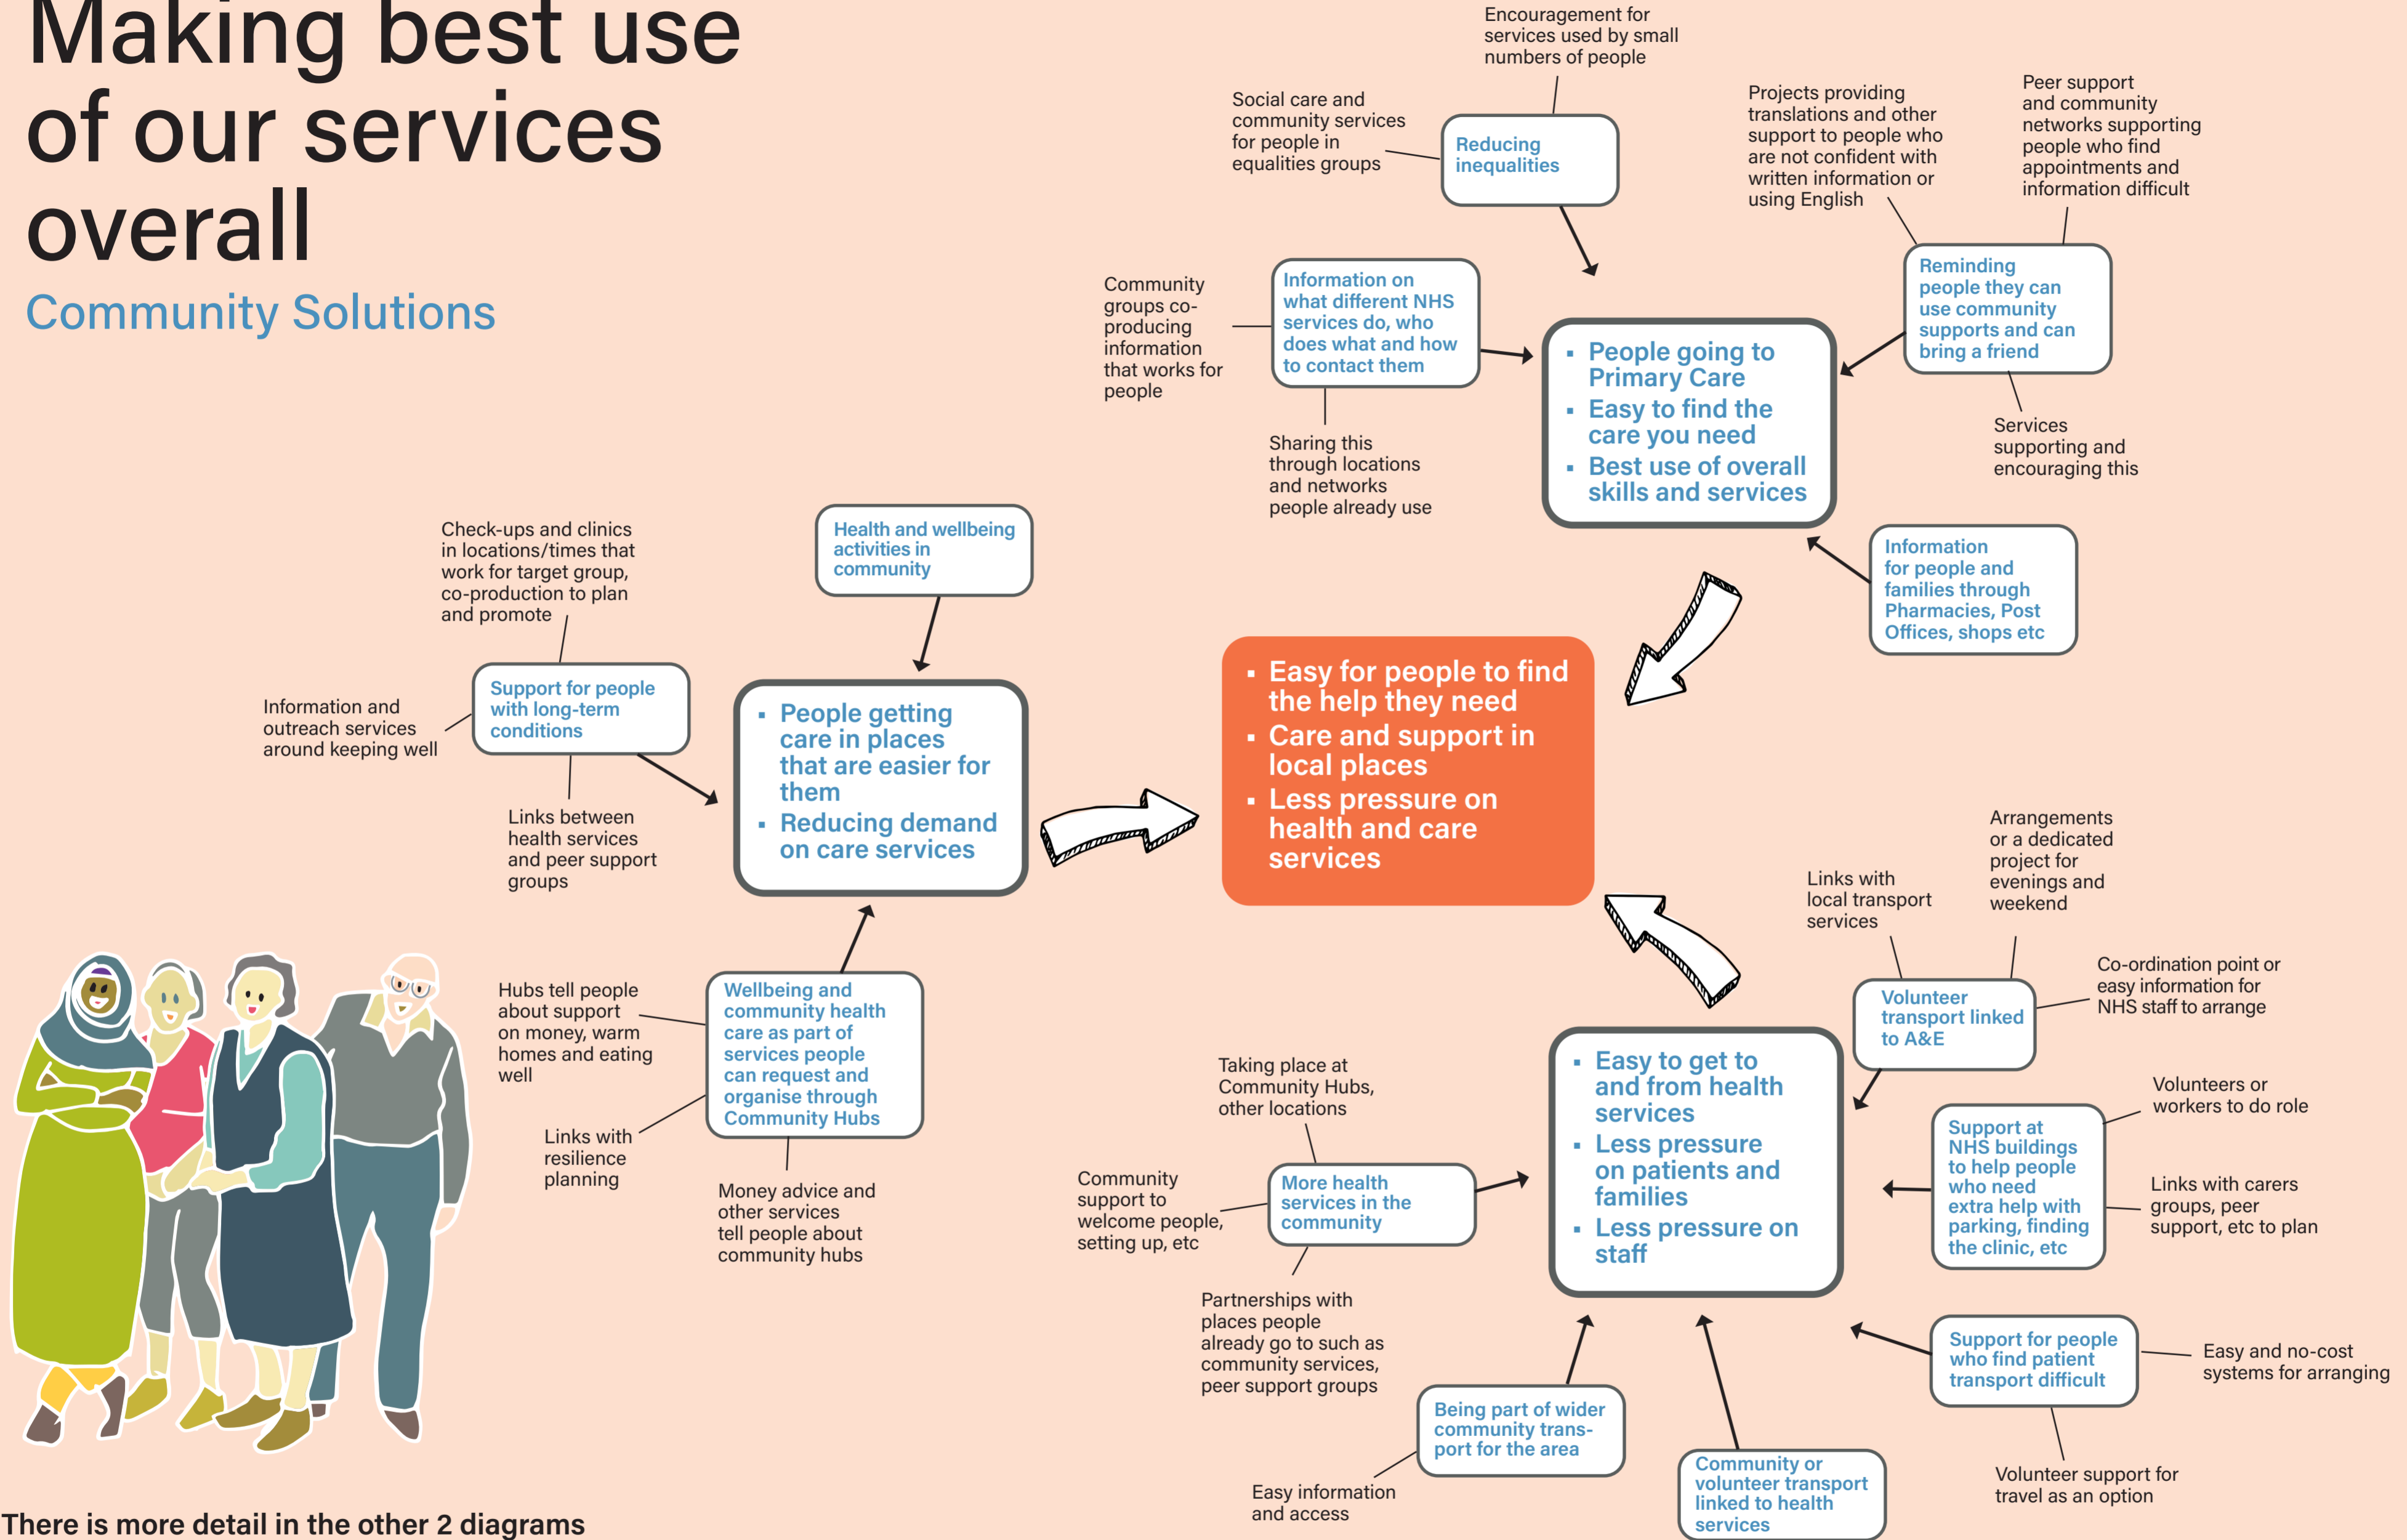 Making best use
of our services
overall
Community Solutions
Encouragement for
services used by small
numbers of people
Social care and
community services
for people in
equalities groups
Reducing
inequalities
Projects providing
translations and other
support to people who
are not confident with
written information or
using English
Peer support
and community
networks supporting
people who find
appointments and
information difficult
Community
groups co-
producing
information
that works for
people
Information on
what different NHS
services do, who
does what and how
to contact them
Sharing this
through locations
and networks
people already use
Reminding
people they can
use community
supports and can
bring a friend
Services
supporting and
encouraging this
▪ People going to
Primary Care
▪ Easy to find the
care you need
▪ Best use of overall
skills and services
Information
for people and
families through
Pharmacies, Post
Offices, shops etc
Check-ups and clinics
in locations/times that
work for target group,
co-production to plan
and promote
Health and wellbeing
activities in
community
Information and
outreach services
around keeping well
Support for people
with long-term
conditions
Links between
health services
and peer support
groups
▪ People getting
care in places
that are easier for
them
▪ Reducing demand
on care services
▪ Easy for people to find
the help they need
▪ Care and support in
local places
▪ Less pressure on
health and care
services
Hubs tell people
about support
on money, warm
homes and eating
well
Links with
resilience
planning
Wellbeing and
community health
care as part of
services people
can request and
organise through
Community Hubs
Money advice and
other services
tell people about
community hubs
Links with
local transport
services
Arrangements
or a dedicated
project for
evenings and
weekend
Co-ordination point or
easy information for
NHS staff to arrange
Volunteer
transport linked
to A&E
Taking place at
Community Hubs,
other locations
Community
support to
welcome people,
setting up, etc
More health
services in the
community
Partnerships with
places people
already go to such as
community services,
peer support groups
▪ Easy to get to
and from health
services
▪ Less pressure
on patients and
families
▪ Less pressure on
staff
Volunteers or
workers to do role
Support at
NHS buildings
to help people
who need
extra help with
parking, finding
the clinic, etc
Links with carers
groups, peer
support, etc to plan
Support for people
who find patient
transport difficult
Easy and no-cost
systems for arranging
Volunteer support for
travel as an option
Being part of wider
community trans-
port for the area
Easy information
and access
Community or
volunteer transport
linked to health
services
There is more detail in the other 2 diagrams